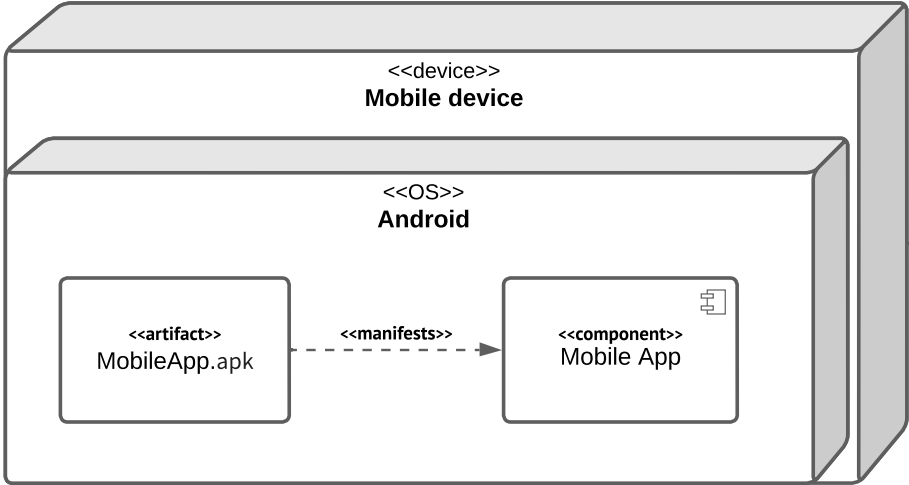 <<device>>
Mobile device
<<OS>>
Android
<<artifact>>
MobileApp.apk
<<manifests>>
<<component>>
Mobile App